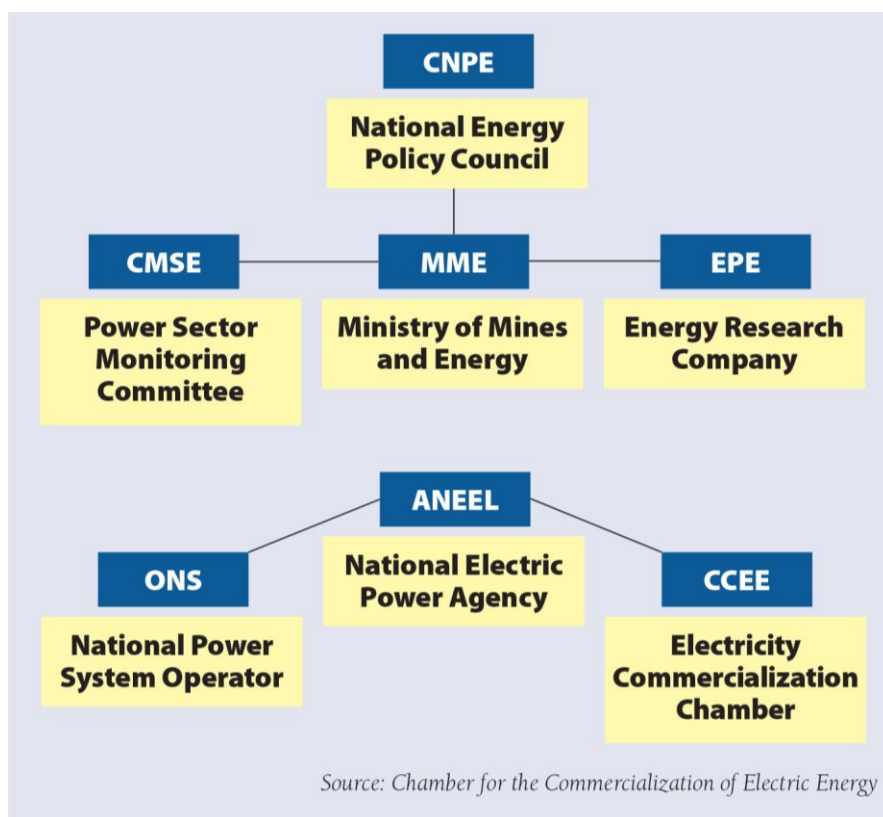 CNPE
National Energy
Policy Council
CMSE
Power Sector
Monitoring
Committee
MME
Ministry of Mines
and Energy
EPE
Energy Research
Company
ANEEL
National Electric
Power Agency
ONS
National Power
System Operator
CCEE
Electricity
Commercialization
Chamber
Source: Chamber for the Commercialization of Electric Energy